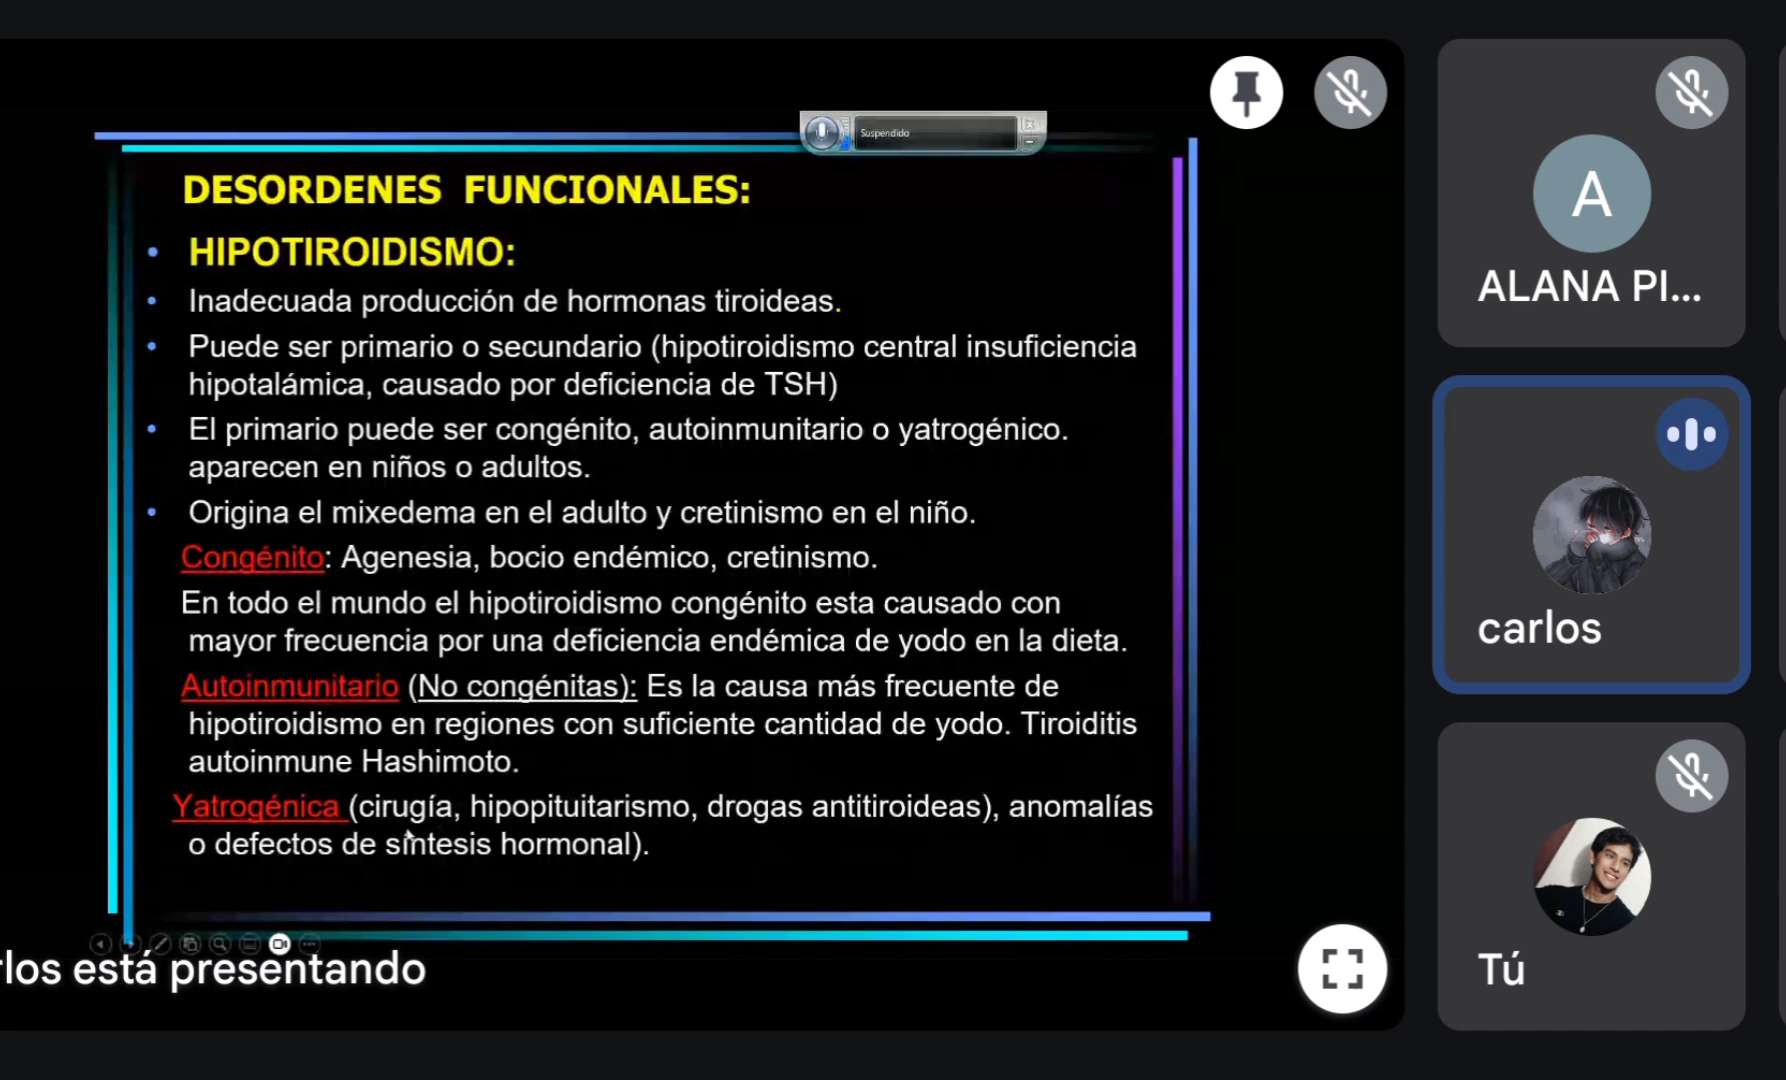 Suspendido
DESORDENES FUNCIONALES:
• HIPOTIROIDISMO:
• Inadecuada producción de hormonas tiroideas.
• Puede ser primario o secundario (hipotiroidismo central insuficiencia
hipotalámica, causado por deficiencia de TSH)
• El primario puede ser congénito, autoinmunitario o yatrogénico.
aparecen en niños o adultos.
• Origina el mixedema en el adulto y cretinismo en el niño.
Congénito: Agenesia, bocio endémico, cretinismo.
En todo el mundo el hipotiroidismo congénito esta causado con
mayor frecuencia por una deficiencia endémica de yodo en la dieta.
Autoinmunitario (No congénitas): Es la causa más frecuente de
hipotiroidismo en regiones con suficiente cantidad de yodo. Tiroiditis
autoinmune Hashimoto.
Yatrogénica (cirugía, hipopituitarismo, drogas antitiroideas), anomalías
o defectos de síntesis hormonal).
rlos está presentando
A
ALANA PI...
carlos
Tú